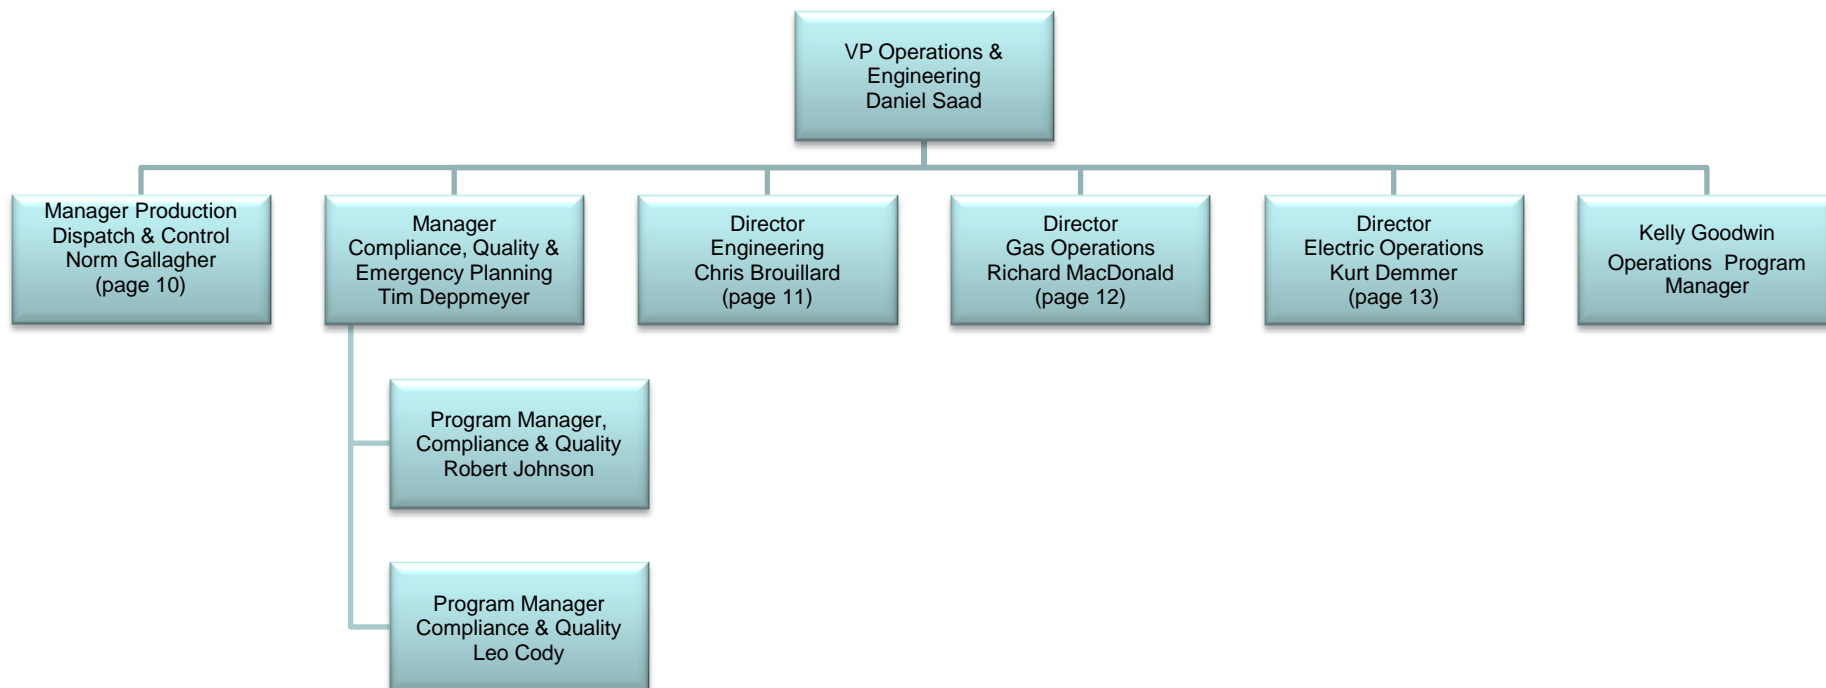 VP Operations &
Engineering
Daniel Saad
Manager Production
Dispatch & Control
Norm Gallagher
(page 10)
Manager
Compliance, Quality &
Emergency Planning
Tim Deppmeyer
Director
Engineering
Chris Brouillard
(page 11)
Director
Gas Operations
Richard MacDonald
(page 12)
Director
Electric Operations
Kurt Demmer
(page 13)
Kelly Goodwin
Operations Program
Manager
Program Manager,
Compliance & Quality
Robert Johnson
Program Manager
Compliance & Quality
Leo Cody